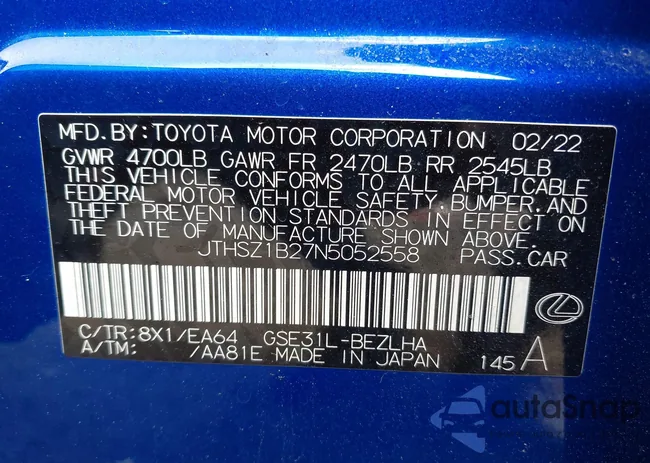 MFD.BY:TOYOTA MOTOR CORPORATION 02/22
GVWR 4700LB GAWR FR 2470LB RR 2545LB
THIS VEHICLE CONFORMS TO ALL APPLICABLE
FEDERAL MOTOR VEHICLE SAFETY,BUMPER,AND
THEFT PREVENTION STANDARDS IN EFFECT ON
THE DATE OF MANUFACTURE SHOWN ABOVE.
JTHSZ1B27N5052558 PASS.CAR
C/TR:8X1/EA64 GSE31L-BEZLHA
A/TM: /AA81E MADE IN JAPAN 145 A
autoSnap